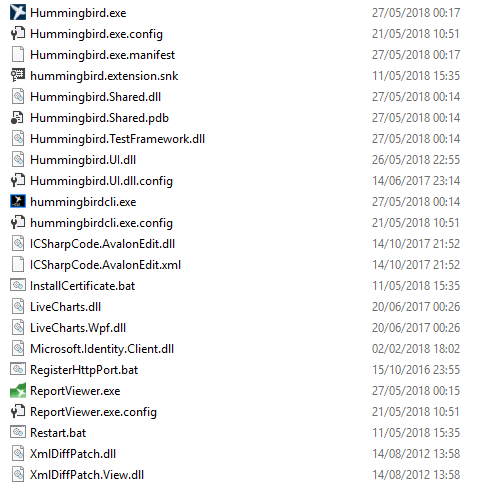 Hummingbird.exe 27/05/2018 00:17
Hummingbird.exe.config 21/05/2018 10:51
Hummingbird.exe.manifest 27/05/2018 00:17
hummingbird.extension.snk 11/05/2018 15:35
Hummingbird.Shared.dll 27/05/2018 00:14
Hummingbird.Shared.pdb 27/05/2018 00:14
Hummingbird.TestFramework.dll 27/05/2018 00:14
Hummingbird.UI.dll 26/05/2018 22:55
Hummingbird.UI.dll.config 14/06/2017 23:14
hummingbirdcli.exe 27/05/2018 00:14
hummingbirdcli.exe.config 21/05/2018 10:51
ICSharpCode.AvalonEdit.dll 14/10/2017 21:52
ICSharpCode.AvalonEdit.xml 14/10/2017 21:52
InstallCertificate.bat 11/05/2018 15:35
LiveCharts.dll 20/06/2017 00:26
LiveCharts.Wpf.dll 20/06/2017 00:26
Microsoft.Identity.Client.dll 02/02/2018 18:02
RegisterHttpPort.bat 15/10/2016 23:55
ReportViewer.exe 27/05/2018 00:15
ReportViewer.exe.config 21/05/2018 10:51
Restart.bat 11/05/2018 15:35
XmlDiffPatch.dll 14/08/2012 13:58
XmlDiffPatch.View.dll 14/08/2012 13:58